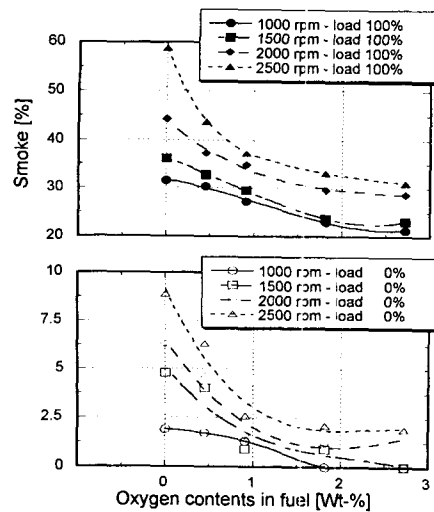 1000 rpm - load 100%
1500 rpm - load 100%
2000 rpm - load 100%
2500 rpm - load 100%
Smoke [%]
60
50
40
30
20
1000 rpm - load 0%
1500 rpm - load 0%
2000 rpm - load 0%
2500 rpm - load 0%
10
7.5
5
2.5
0
0 1 2 3
Oxygen contents in fuel [Wt-%]